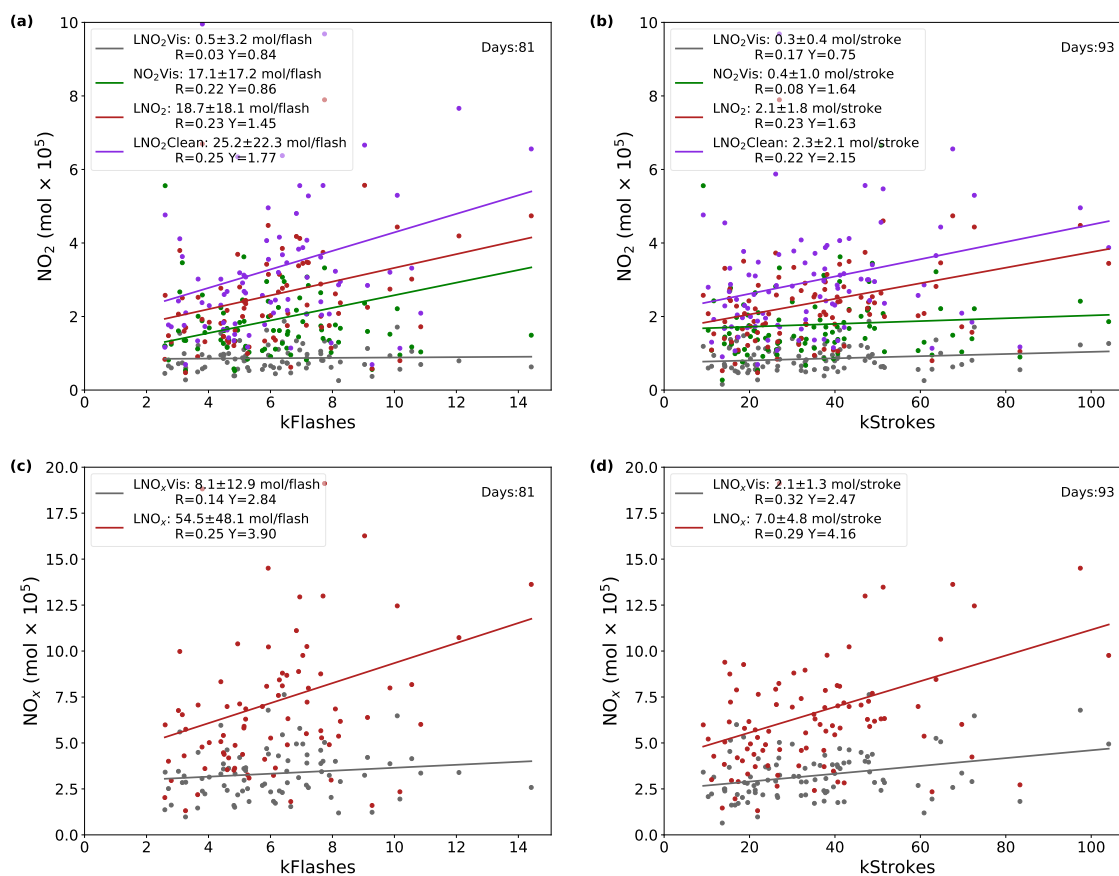 (a)
10
8
6
4
2
0
NO₂ (mol × 10⁵)
LNO₂Vis: 0.5±3.2 mol/flash
R=0.03 Y=0.84
NO₂Vis: 17.1±17.2 mol/flash
R=0.22 Y=0.86
LNO₂: 18.7±18.1 mol/flash
R=0.23 Y=1.45
LNO₂Clean: 25.2±22.3 mol/flash
R=0.25 Y=1.77
Days:81
0 2 4 6 8 10 12 14
kFlashes
(b)
10
8
6
4
2
0
NO₂ (mol × 10⁵)
LNO₂Vis: 0.3±0.4 mol/stroke
R=0.17 Y=0.75
NO₂Vis: 0.4±1.0 mol/stroke
R=0.08 Y=1.64
LNO₂: 2.1±1.8 mol/stroke
R=0.23 Y=1.63
LNO₂Clean: 2.3±2.1 mol/stroke
R=0.22 Y=2.15
Days:93
0 20 40 60 80 100
kStrokes
(c)
20.0
17.5
15.0
12.5
10.0
7.5
5.0
2.5
0.0
NOₓ (mol × 10⁵)
LNOₓVis: 8.1±12.9 mol/flash
R=0.14 Y=2.84
LNOₓ: 54.5±48.1 mol/flash
R=0.25 Y=3.90
Days:81
0 2 4 6 8 10 12 14
kFlashes
(d)
20.0
17.5
15.0
12.5
10.0
7.5
5.0
2.5
0.0
NOₓ (mol × 10⁵)
LNOₓVis: 2.1±1.3 mol/stroke
R=0.32 Y=2.47
LNOₓ: 7.0±4.8 mol/stroke
R=0.29 Y=4.16
Days:93
0 20 40 60 80 100
kStrokes